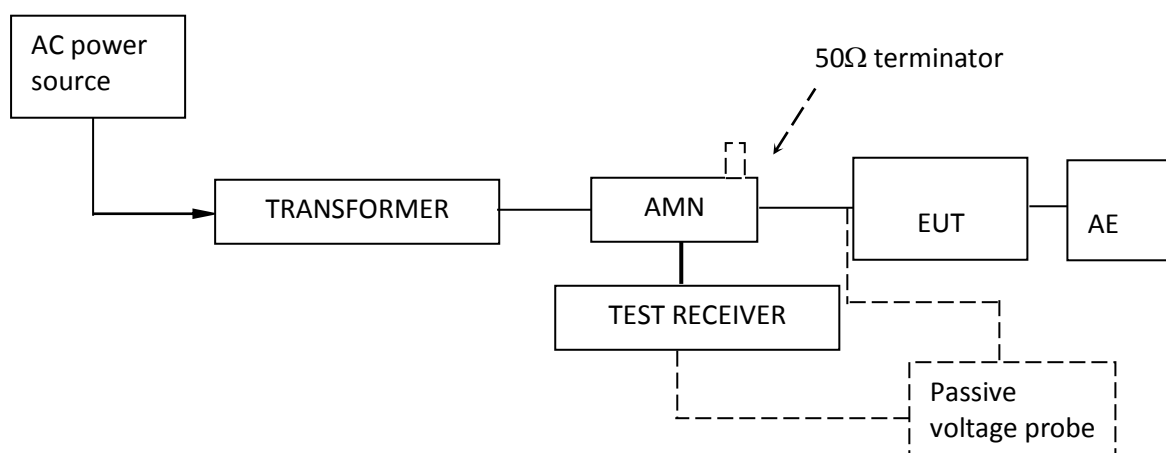 AC power
source
50Ω terminator
TRANSFORMER
AMN
EUT
AE
TEST RECEIVER
Passive
voltage probe